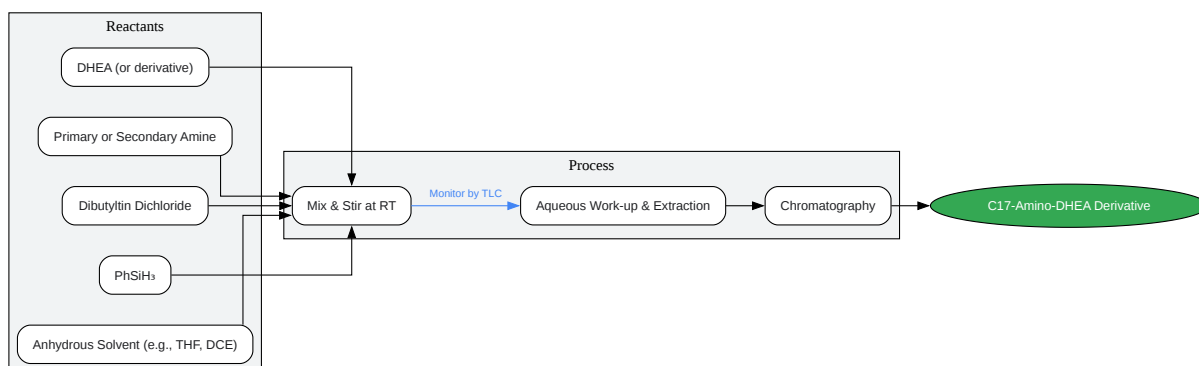 Reactants
DHEA (or derivative)
Primary or Secondary Amine
Dibutyltin Dichloride
PhSiH₃
Anhydrous Solvent (e.g., THF, DCE)
Process
Mix & Stir at RT
Monitor by TLC
Aqueous Work-up & Extraction
Chromatography
C17-Amino-DHEA Derivative